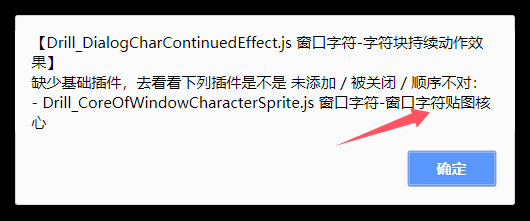 【Drill_DialogCharContinuedEffect.js 窗口字符-字符块持续动作效
果】
缺少基础插件，去看看下列插件是不是 未添加 / 被关闭 / 顺序不对：
- Drill_CoreOfWindowCharacterSprite.js 窗口字符-窗口字符贴图核
心
确定